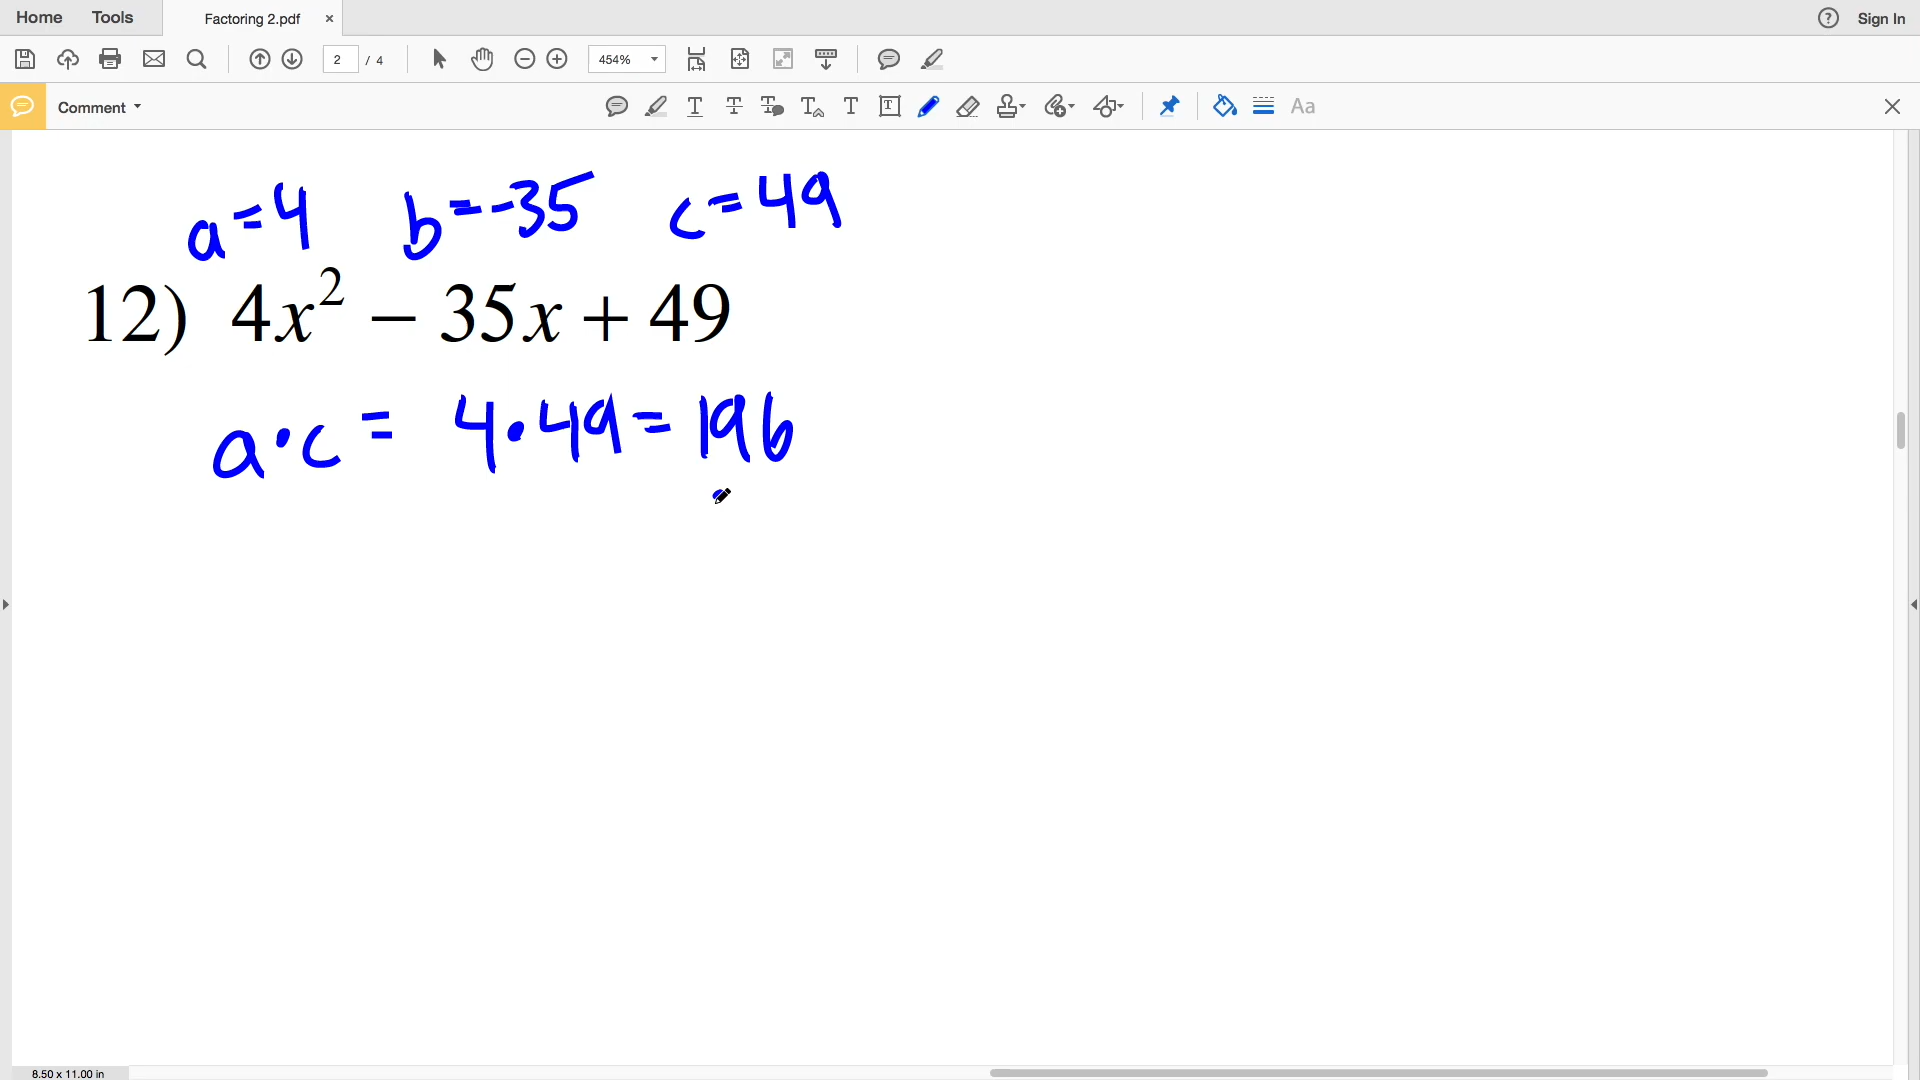 Home Tools Factoring 2.pdf × ? Sign In
2 / 4 454%
Comment T T T T T T Aa
a=4 b=-35 c=49
12) 4x² − 35x + 49
a·c = 4·49=196
8.50 x 11.00 in